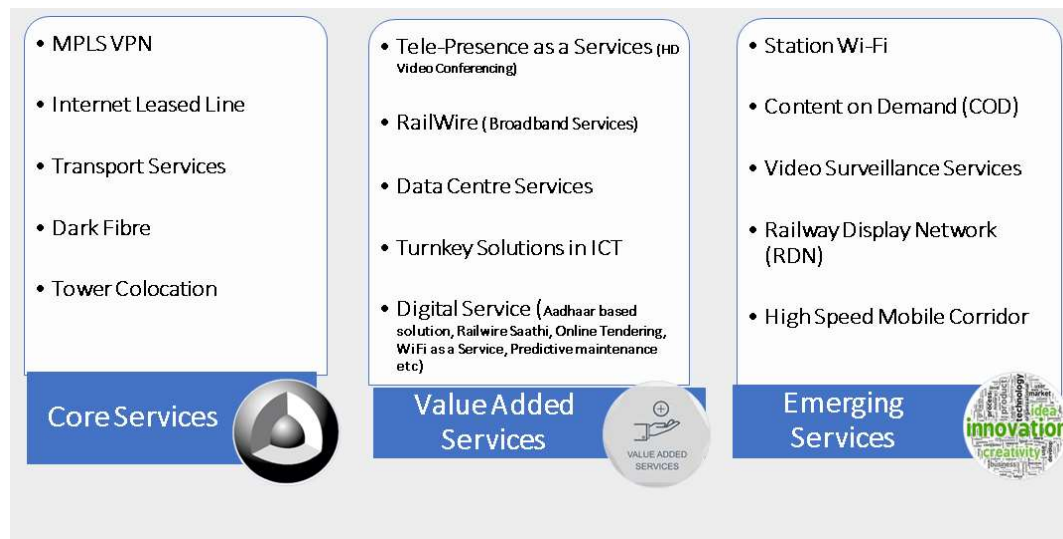 • MPLS VPN
• Internet Leased Line
• Transport Services
• Dark Fibre
• Tower Colocation
Core Services
• Tele-Presence as a Services (HD
Video Conferencing)
• RailWire (Broadband Services)
• Data Centre Services
• Turnkey Solutions in ICT
• Digital Service (Aadhaar based
solution, Railwire Saathi, Online Tendering,
WiFi as a Service, Predictive maintenance
etc)
Value Added
Services
VALUE ADDED
SERVICES
• Station Wi-Fi
• Content on Demand (COD)
• Video Surveillance Services
• Railway Display Network
(RDN)
• High Speed Mobile Corridor
Emerging
Services
product
technology
market
idea
innovation
creativity
business